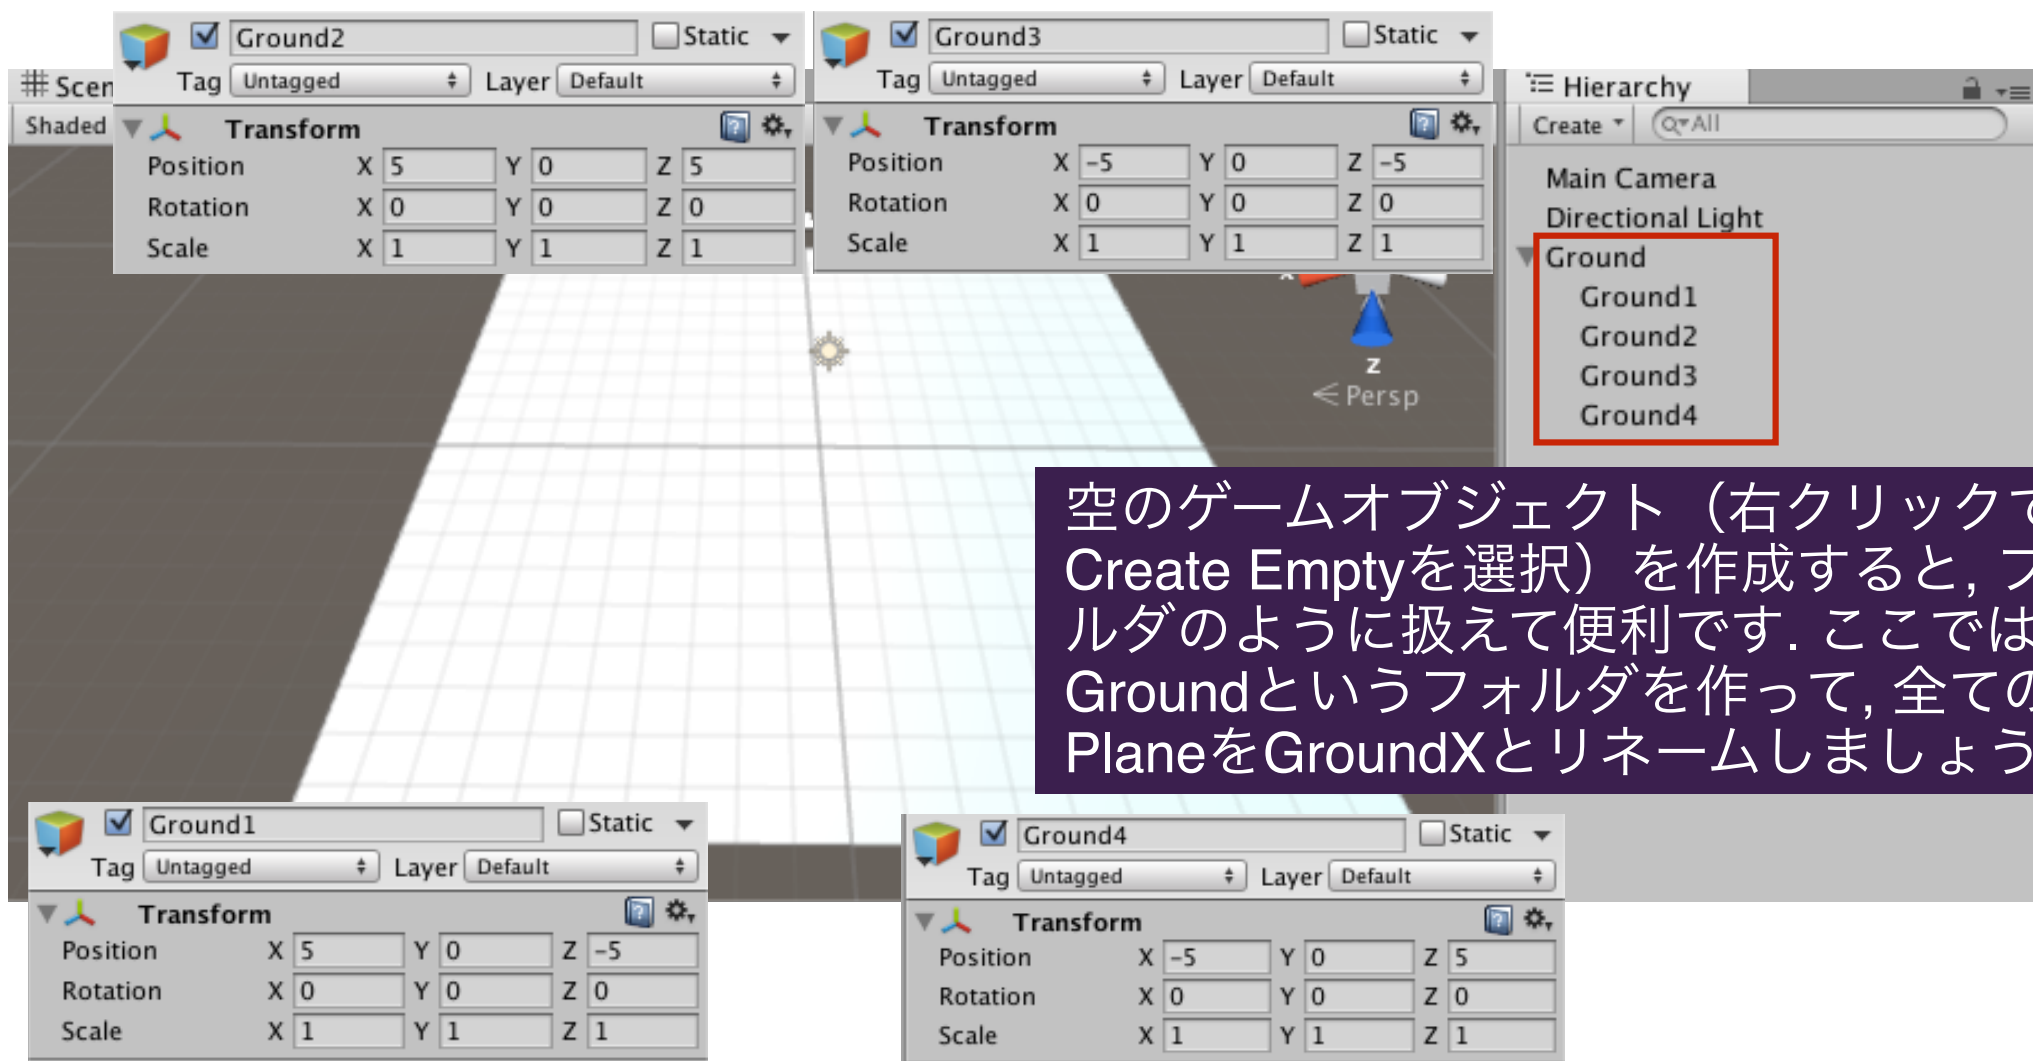 Ground2
Static
Tag Untagged Layer Default
Transform
Position X 5 Y 0 Z 5
Rotation X 0 Y 0 Z 0
Scale X 1 Y 1 Z 1
Ground3
Static
Tag Untagged Layer Default
Transform
Position X -5 Y 0 Z -5
Rotation X 0 Y 0 Z 0
Scale X 1 Y 1 Z 1
Scen
Shaded
z
Persp
Hierarchy
Create All
Main Camera
Directional Light
Ground
Ground1
Ground2
Ground3
Ground4
空のゲームオブジェクト（右クリックで
Create Emptyを選択）を作成すると, フ
ルダのように扱えて便利です. ここでは
Groundというフォルダを作って, 全ての
PlaneをGroundXとリネームしましょう
Ground1
Static
Tag Untagged Layer Default
Transform
Position X 5 Y 0 Z -5
Rotation X 0 Y 0 Z 0
Scale X 1 Y 1 Z 1
Ground4
Static
Tag Untagged Layer Default
Transform
Position X -5 Y 0 Z 5
Rotation X 0 Y 0 Z 0
Scale X 1 Y 1 Z 1